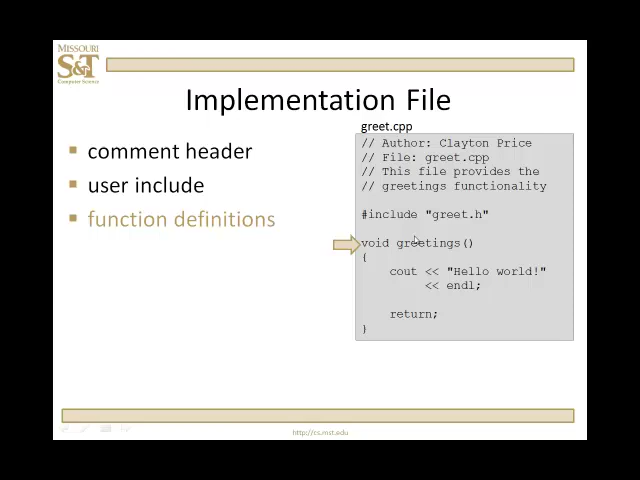 MISSOURI
S&T
Computer Science
Implementation File
comment header
user include
function definitions
greet.cpp
// Author: Clayton Price
// File: greet.cpp
// This file provides the
// greetings functionality
#include "greet.h"
void greetings()
{
cout << "Hello world!"
<< endl;
return;
}
http://cs.mst.edu